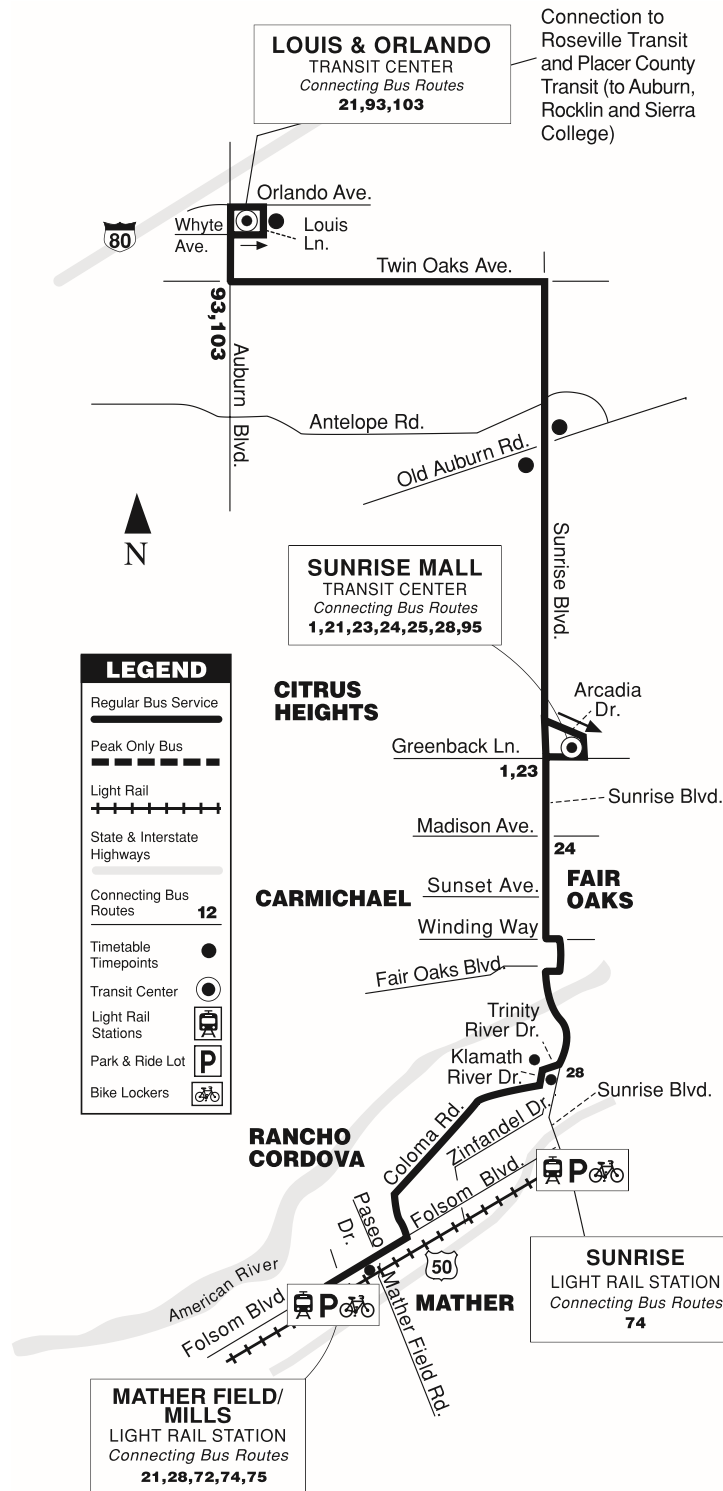 LOUIS & ORLANDO
TRANSIT CENTER
Connecting Bus Routes
21,93,103
Connection to
Roseville Transit
and Placer County
Transit (to Auburn,
Rocklin and Sierra
College)
Orlando Ave.
80
Whyte
Ave.
Louis
Ln.
Twin Oaks Ave.
93,103
Auburn
Blvd.
Antelope Rd.
Old Auburn Rd.
N
Sunrise Blvd.
SUNRISE MALL
TRANSIT CENTER
Connecting Bus Routes
1,21,23,24,25,28,95
LEGEND
Regular Bus Service
Peak Only Bus
Light Rail
State & Interstate
Highways
Connecting Bus
Routes 12
Timetable
Timepoints
Transit Center
Light Rail
Stations
Park & Ride Lot P
Bike Lockers
CITRUS
HEIGHTS
Arcadia
Dr.
Greenback Ln.
1,23
Sunrise Blvd.
Madison Ave.
24
CARMICHAEL
Sunset Ave.
FAIR
OAKS
Winding Way
Fair Oaks Blvd.
Trinity
River Dr.
Klamath
River Dr.
28
Sunrise Blvd.
Zinfandel Dr.
Coloma Rd.
RANCHO
CORDOVA
Folsom Blvd.
P
Paseo
Dr.
50
American River
Folsom Blvd.
P
MATHER
Mather Field Rd.
SUNRISE
LIGHT RAIL STATION
Connecting Bus Routes
74
MATHER FIELD/
MILLS
LIGHT RAIL STATION
Connecting Bus Routes
21,28,72,74,75